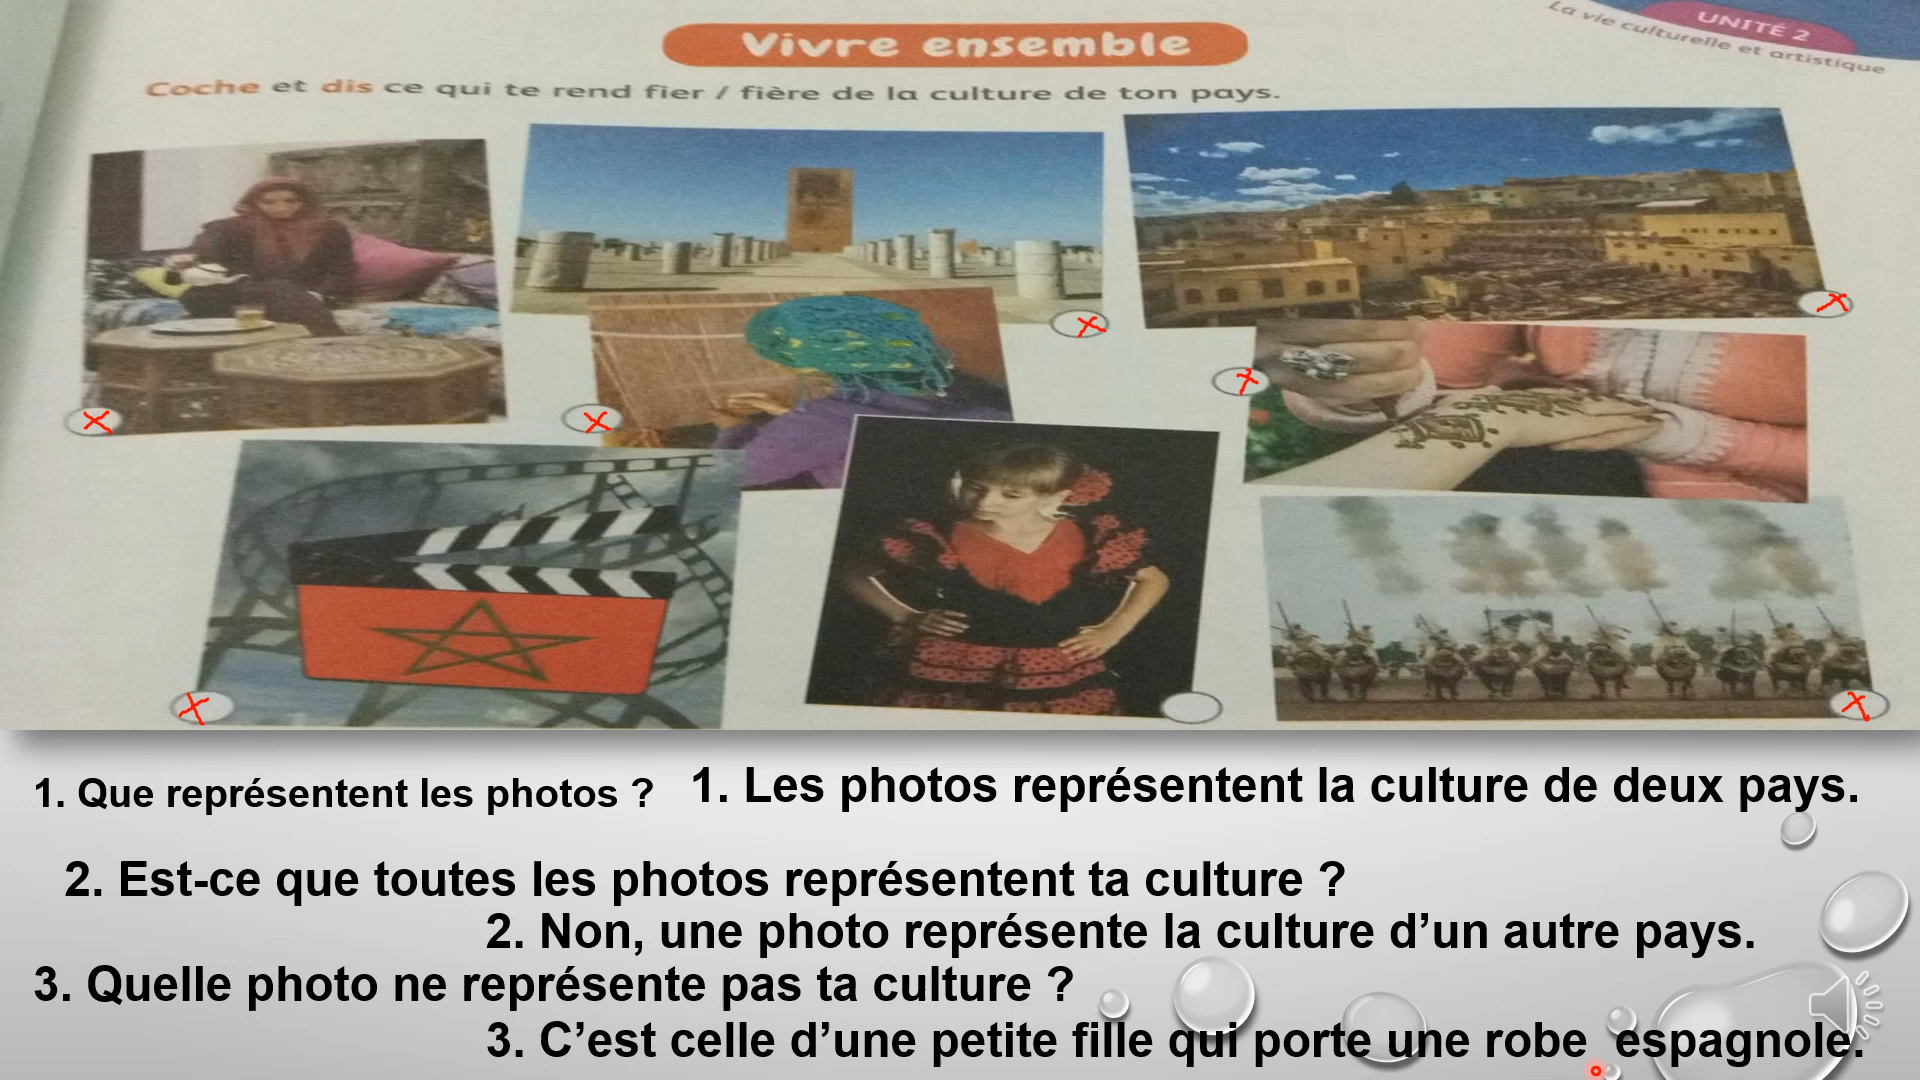 UNITÉ 2
La vie culturelle et artistique
Vivre ensemble
Coche et dis ce qui te rend fier / fière de la culture de ton pays.
1. Que représentent les photos ?
1. Les photos représentent la culture de deux pays.
2. Est-ce que toutes les photos représentent ta culture ?
2. Non, une photo représente la culture d’un autre pays.
3. Quelle photo ne représente pas ta culture ?
3. C’est celle d’une petite fille qui porte une robe espagnole.